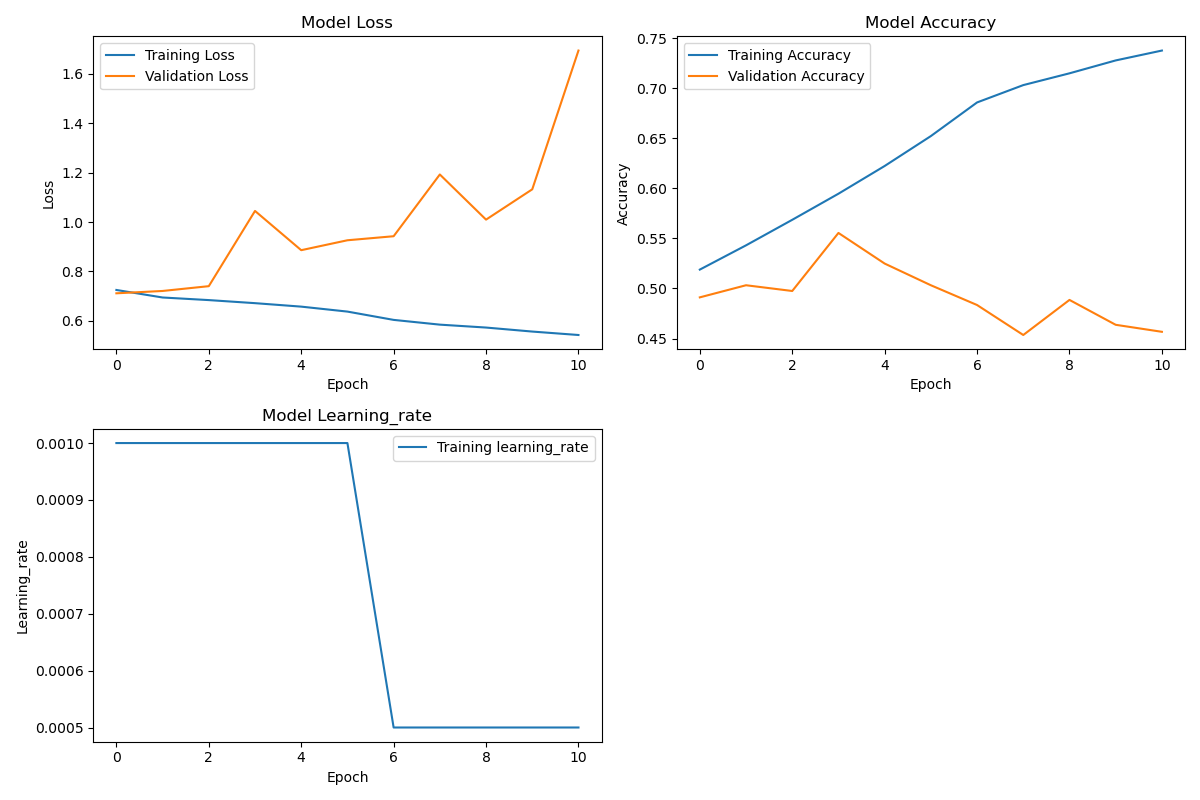 Model Loss
Training Loss
Validation Loss
1.6
1.4
1.2
1.0
0.8
0.6
Loss
0 2 4 6 8 10
Epoch
Model Accuracy
Training Accuracy
Validation Accuracy
0.75
0.70
0.65
0.60
0.55
0.50
0.45
Accuracy
0 2 4 6 8 10
Epoch
Model Learning_rate
Training learning_rate
0.0010
0.0009
0.0008
0.0007
0.0006
0.0005
Learning_rate
0 2 4 6 8 10
Epoch